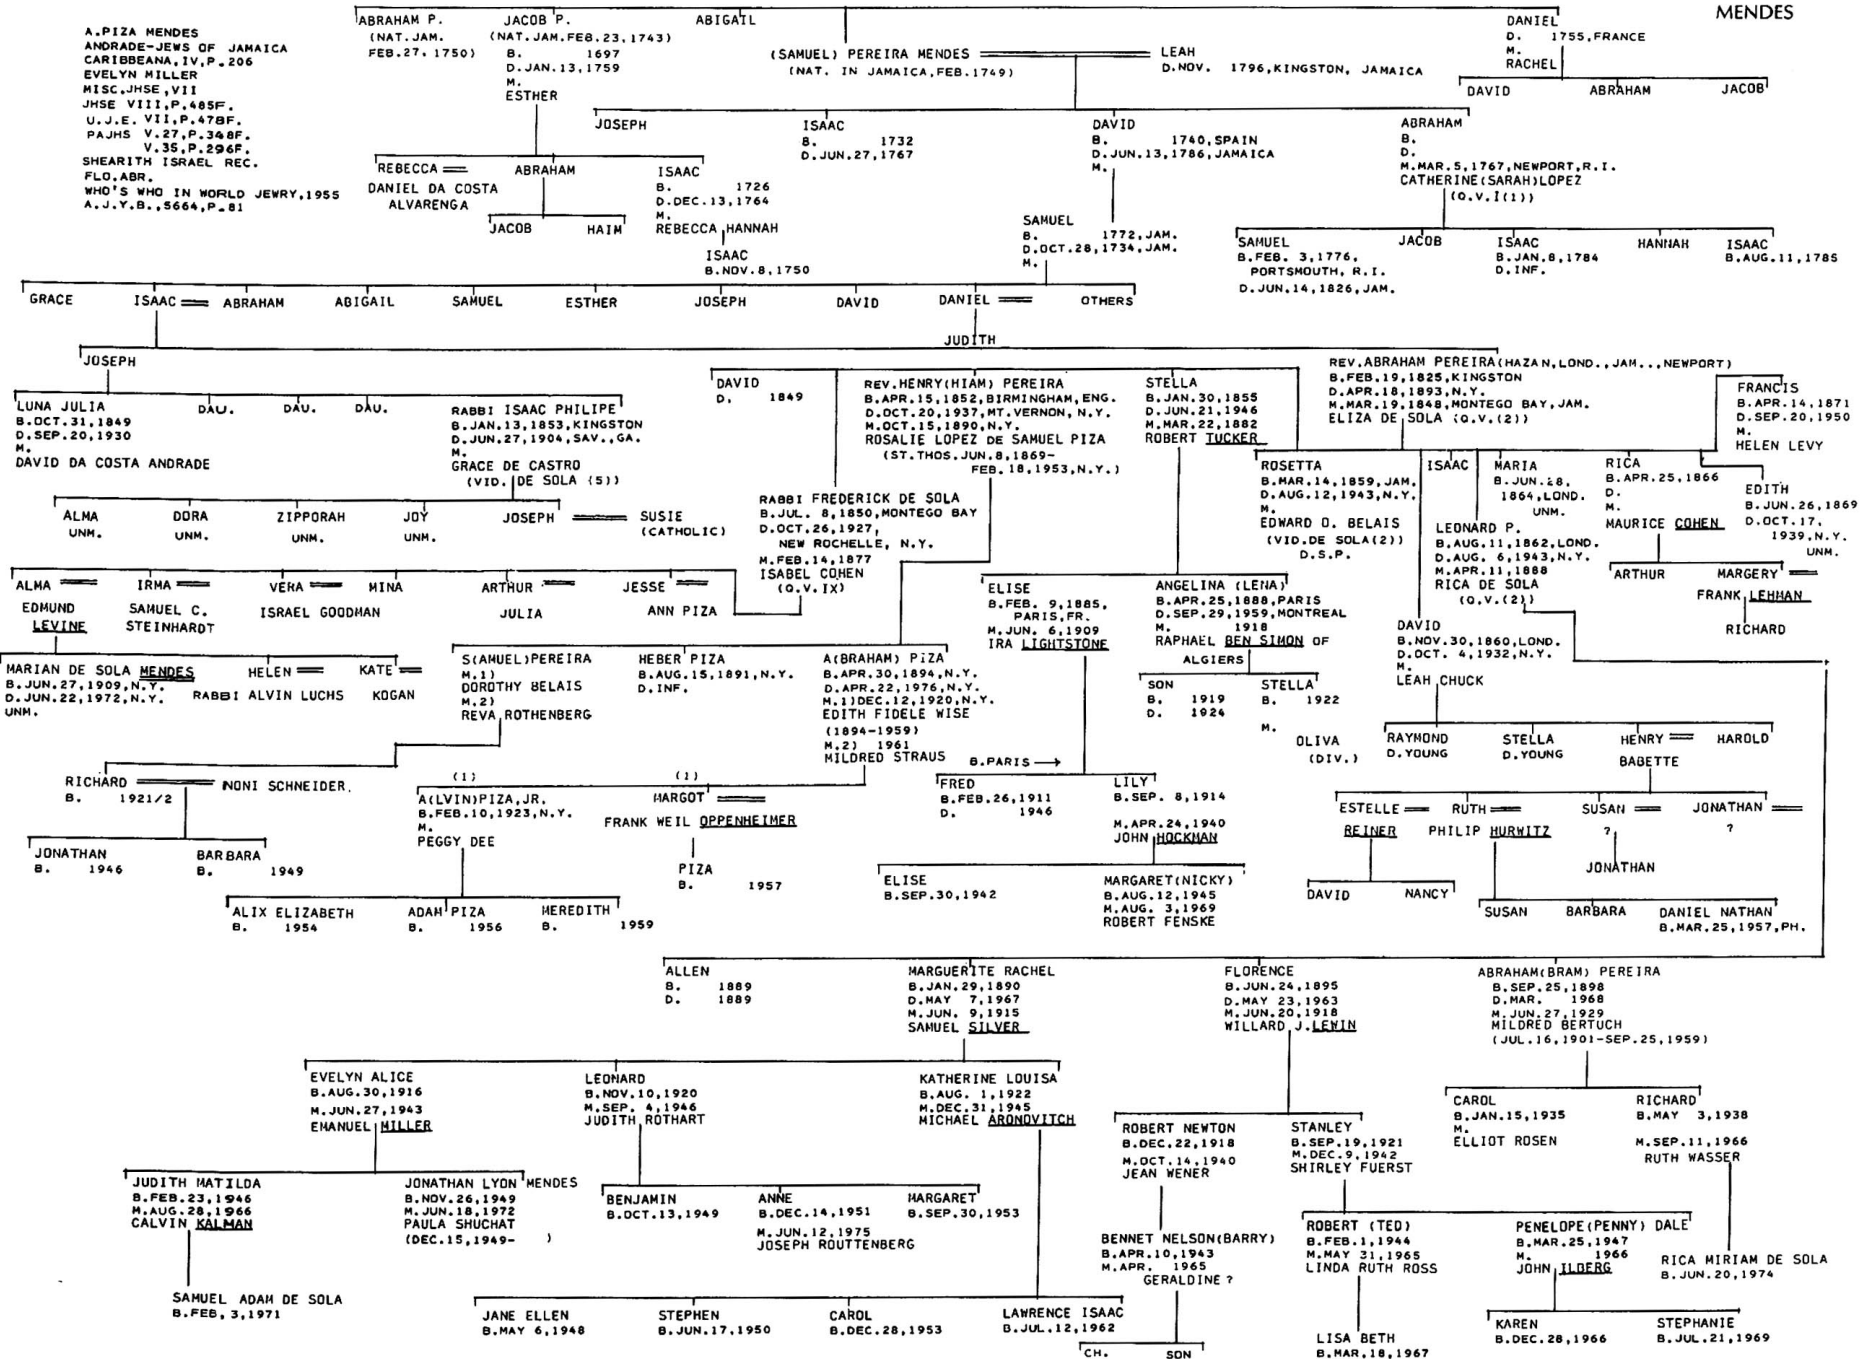 MENDES
A.PIZA MENDES
ANDRADE-JEWS OF JAMAICA
CARIBBEANA,IV,P.206
EVELYN MILLER
MISC.JHSE,VII
JHSE VIII,P.485F.
U.J.E. VII,P.478F.
PAJHS V.27,P.348F.
V.35,P.296F.
SHEARITH ISRAEL REC.
FLO.ABR.
WHO'S WHO IN WORLD JEWRY,1955
A.J.Y.B.,5664,P.81
ABRAHAM P.
(NAT.JAM.
FEB.27, 1750)
JACOB P.
(NAT.JAM.FEB.23,1743)
B. 1697
D.JAN.13,1759
M.
ESTHER
ABIGAIL
(SAMUEL) PEREIRA MENDES
(NAT. IN JAMAICA,FEB.1749)
LEAH
D.NOV. 1796,KINGSTON, JAMAICA
DANIEL
D. 1755,FRANCE
M.
RACHEL
DAVID
ABRAHAM
JACOB
JOSEPH
ISAAC
B. 1732
D.JUN.27,1767
DAVID
B. 1740,SPAIN
D.JUN.13,1786,JAMAICA
M.
ABRAHAM
B.
D.
M.MAR.5,1767,NEWPORT,R.I.
CATHERINE(SARAH)LOPEZ
(Q.V.I(1))
REBECCA
DANIEL DA COSTA
ALVARENGA
ABRAHAM
ISAAC
B. 1726
D.DEC.13,1764
M.
REBECCA HANNAH
JACOB
HAIM
ISAAC
B.NOV.8,1750
SAMUEL
B. 1772,JAM.
D.OCT.28,1734,JAM.
M.
SAMUEL
B.FEB. 3,1776,
PORTSMOUTH, R.I.
D.JUN.14,1826,JAM.
JACOB
ISAAC
B.JAN.8,1784
D.INF.
HANNAH
ISAAC
B.AUG.11,1785
GRACE
ISAAC
ABRAHAM
ABIGAIL
SAMUEL
ESTHER
JOSEPH
DAVID
DANIEL
OTHERS
JUDITH
JOSEPH
LUNA JULIA
B.OCT.31,1849
D.SEP.20,1930
M.
DAVID DA COSTA ANDRADE
DAU.
DAU.
DAU.
RABBI ISAAC PHILIPE
B.JAN.13,1853,KINGSTON
D.JUN.27,1904,SAV.,GA.
M.
GRACE DE CASTRO
(VID. DE SOLA (5))
DAVID
D. 1849
REV.HENRY(HIAM) PEREIRA
B.APR.15,1852,BIRMINGHAM,ENG.
D.OCT.20,1937,MT.VERNON, N.Y.
M.OCT.15,1890,N.Y.
ROSALIE LOPEZ DE SAMUEL PIZA
(ST.THOS.JUN.8,1869-
FEB.18,1953,N.Y.)
STELLA
B.JAN.30,1855
D.JUN.21,1946
M.MAR.22,1882
ROBERT TUCKER
REV.ABRAHAM PEREIRA(HAZAN,LOND.,JAM..,NEWPORT)
B.FEB.19,1825,KINGSTON
D.APR.18,1893,N.Y.
M.MAR.19,1848,MONTEGO BAY,JAM.
ELIZA DE SOLA (Q.V.(2))
FRANCIS
B.APR.14,1871
D.SEP.20,1950
M.
HELEN LEVY
ALMA
UNM.
DORA
UNM.
ZIPPORAH
UNM.
JOY
UNM.
JOSEPH
SUSIE
(CATHOLIC)
RABBI FREDERICK DE SOLA
B.JUL. 8,1850,MONTEGO BAY
D.OCT.26,1927,
NEW ROCHELLE, N.Y.
M.FEB.14,1877
ISABEL COHEN
(Q.V.IX)
ROSETTA
B.MAR.14,1859,JAM.
D.AUG.12,1943,N.Y.
M.
EDWARD O. BELAIS
(VID.DE SOLA(2))
D.S.P.
ISAAC
MARIA
B.JUN.28,
1864,LOND.
UNM.
RICA
B.APR.25,1866
D.
M.
MAURICE COHEN
EDITH
B.JUN.26,1869
D.OCT.17,
1939,N.Y.
UNM.
LEONARD P.
B.AUG.11,1862,LOND.
D.AUG. 6,1943,N.Y.
M.APR.11,1888
RICA DE SOLA
(Q.V.(2))
ARTHUR
MARGERY
FRANK LEHMAN
RICHARD
ALMA
EDMUND
LEVINE
IRMA
SAMUEL C.
STEINHARDT
VERA
ISRAEL GOODMAN
MINA
ARTHUR
JULIA
JESSE
ANN PIZA
ELISE
B.FEB. 9,1885,
PARIS,FR.
M.JUN. 6,1909
IRA LIGHTSTONE
ANGELINA (LENA)
B.APR.25,1888,PARIS
D.SEP.29,1959,MONTREAL
M. 1918
RAPHAEL BEN SIMON OF
ALGIERS
DAVID
B.NOV.30,1860,LOND.
D.OCT. 4,1932,N.Y.
M.
LEAH CHUCK
MARIAN DE SOLA MENDES
B.JUN.27,1909,N.Y.
D.JUN.22,1972,N.Y.
UNM.
HELEN
RABBI ALVIN LUCHS
KATE
KOGAN
S(AMUEL)PEREIRA
M.1)
DOROTHY BELAIS
M.2)
REVA ROTHENBERG
HEBER PIZA
B.AUG.15,1891,N.Y.
D.INF.
A(BRAHAM) PIZA
B.APR.30,1894,N.Y.
D.APR.22,1976,N.Y.
M.1)DEC.12,1920,N.Y.
EDITH FIDELE WISE
(1894-1959)
M.2) 1961
MILDRED STRAUS
SON
B. 1919
D. 1924
STELLA
B. 1922
M.
OLIVA
(DIV.)
RAYMOND
D.YOUNG
STELLA
D.YOUNG
HENRY
BABETTE
HAROLD
RICHARD
B. 1921/2
NONI SCHNEIDER.
(1)
A(LVIN)PIZA,JR.
B.FEB.10,1923,N.Y.
M.
PEGGY DEE
(1)
MARGOT
FRANK WEIL OPPENHEIMER
PIZA
B. 1957
B.PARIS→
FRED
B.FEB.26,1911
D. 1946
LILY
B.SEP. 8,1914
M.APR.24,1940
JOHN HOCKMAN
ESTELLE
REINER
RUTH
PHILIP HURWITZ
SUSAN
?
JONATHAN
?
JONATHAN
JONATHAN
B. 1946
BARBARA
B. 1949
ELISE
B.SEP.30,1942
MARGARET(NICKY)
B.AUG.12,1945
M.AUG. 3,1969
ROBERT FENSKE
DAVID
NANCY
SUSAN
BARBARA
DANIEL NATHAN
B.MAR.25,1957,PH.
ALIX ELIZABETH
B. 1954
ADAM PIZA
B. 1956
MEREDITH
B. 1959
ALLEN
B. 1889
D. 1889
MARGUERITE RACHEL
B.JAN.29,1890
D.MAY 7,1967
M.JUN. 9,1915
SAMUEL SILVER
FLORENCE
B.JUN.24,1895
D.MAY 23,1963
M.JUN.20,1918
WILLARD J.LEWIN
ABRAHAM(BRAM) PEREIRA
B.SEP.25,1898
D.MAR. 1968
M.JUN.27,1929
MILDRED BERTUCH
(JUL.16,1901-SEP.25,1959)
EVELYN ALICE
B.AUG.30,1916
M.JUN.27,1943
EMANUEL MILLER
LEONARD
B.NOV.10,1920
M.SEP. 4,1946
JUDITH ROTHART
KATHERINE LOUISA
B.AUG. 1,1922
M.DEC.31,1945
MICHAEL ARONOVITCH
ROBERT NEWTON
B.DEC.22,1918
M.OCT.14,1940
JEAN WENER
STANLEY
B.SEP.19,1921
M.DEC.9,1942
SHIRLEY FUERST
CAROL
B.JAN.15,1935
M.
ELLIOT ROSEN
RICHARD
B.MAY 3,1938
M.SEP.11,1966
RUTH WASSER
JUDITH MATILDA
B.FEB.23,1946
M.AUG.28,1966
CALVIN KALMAN
JONATHAN LYON MENDES
B.NOV.26,1949
M.JUN.18,1972
PAULA SHUCHAT
(DEC.15,1949- )
BENJAMIN
B.OCT.13,1949
ANNE
B.DEC.14,1951
M.JUN.12,1975
JOSEPH ROUTTENBERG
MARGARET
B.SEP.30,1953
BENNET NELSON(BARRY)
B.APR.10,1943
M.APR. 1965
GERALDINE ?
ROBERT (TED)
B.FEB.1,1944
M.MAY 31,1965
LINDA RUTH ROSS
PENELOPE(PENNY) DALE
B.MAR.25,1947
M. 1966
JOHN ILBERG
RICA MIRIAM DE SOLA
B.JUN.20,1974
SAMUEL ADAM DE SOLA
B.FEB, 3,1971
JANE ELLEN
B.MAY 6,1948
STEPHEN
B.JUN.17,1950
CAROL
B.DEC.28,1953
LAWRENCE ISAAC
B.JUL.12,1962
CH.
SON
LISA BETH
B.MAR.18,1967
KAREN
B.DEC.28,1966
STEPHANIE
B.JUL.21,1969